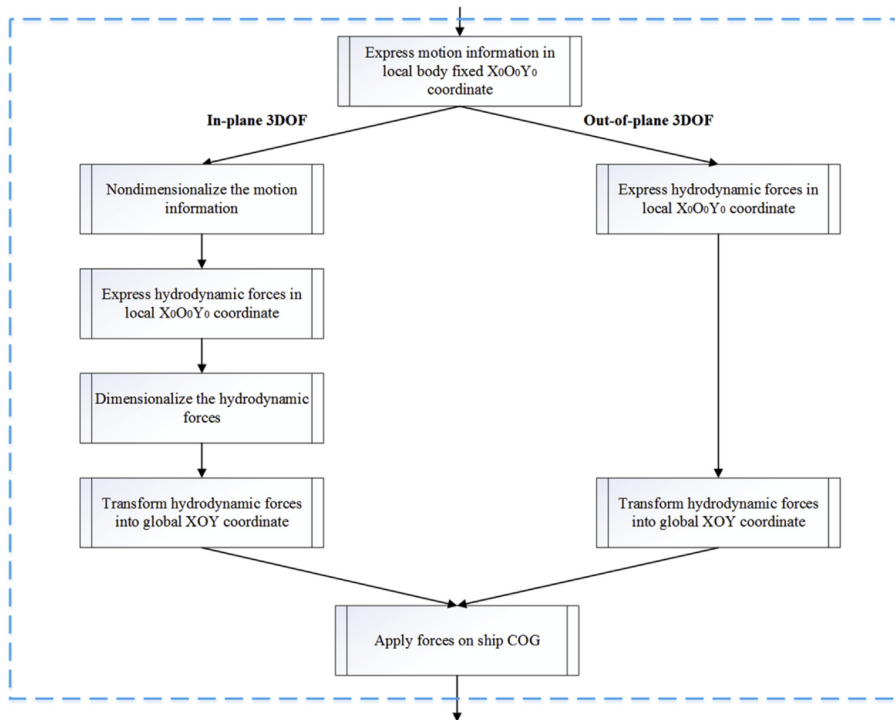 Express motion information in
local body fixed X₀O₀Y₀
coordinate
In-plane 3DOF
Out-of-plane 3DOF
Nondimensionalize the motion
information
Express hydrodynamic forces in
local X₀O₀Y₀ coordinate
Express hydrodynamic forces in
local X₀O₀Y₀ coordinate
Dimensionalize the hydrodynamic
forces
Transform hydrodynamic forces
into global XOY coordinate
Transform hydrodynamic forces
into global XOY coordinate
Apply forces on ship COG